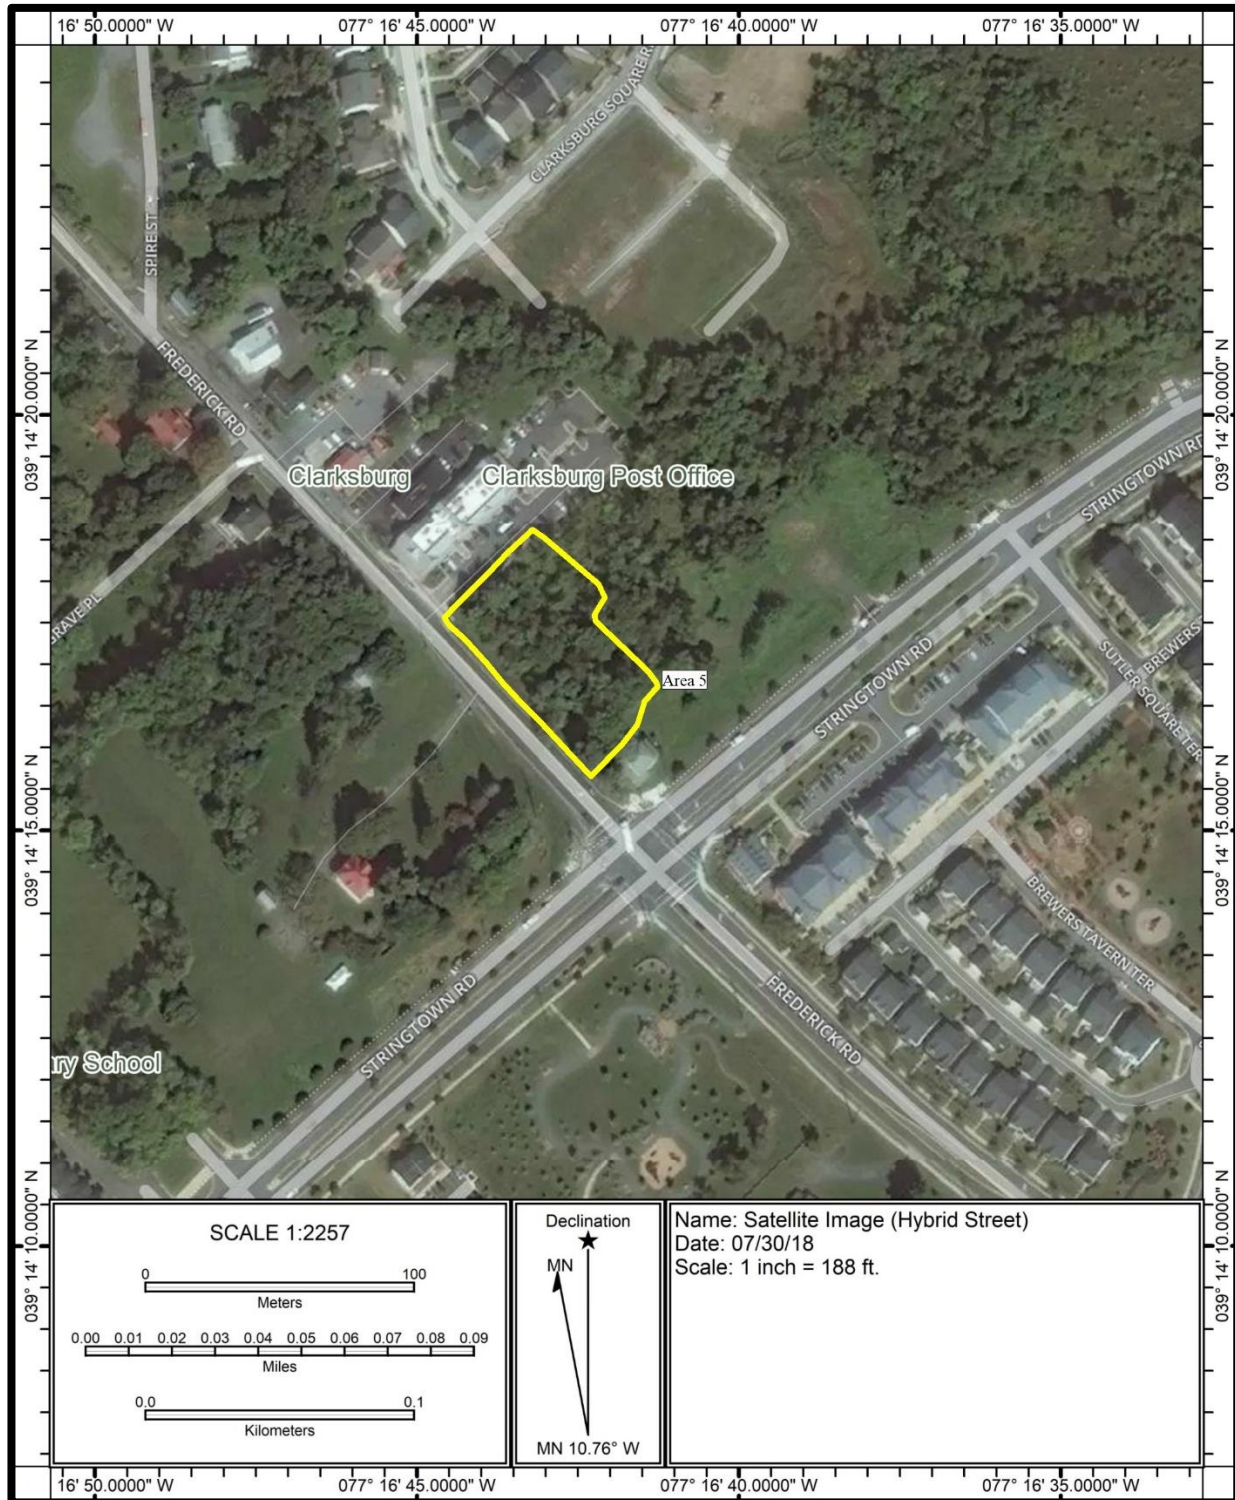 16' 50.0000" W
077° 16' 45.0000" W
077° 16' 40.0000" W
077° 16' 35.0000" W
CLARKSBURG SQUARE R
SPIRE ST
FREDERICK RD
039° 14' 20.0000" N
039° 14' 20.0000" N
STRINGTOWN RD
Clarksburg
Clarksburg Post Office
GRAVE PL
BREWERS
STRINGTOWN RD
SUTLER SQUARE TER
Area 5
039° 14' 15.0000" N
039° 14' 15.0000" N
BREWERS TAVERN TER
STRINGTOWN RD
FREDERICK RD
ry School
039° 14' 10.0000" N
039° 14' 10.0000" N
SCALE 1:2257
0 100
Meters
0.00 0.01 0.02 0.03 0.04 0.05 0.06 0.07 0.08 0.09
Miles
0.0 0.1
Kilometers
Declination
MN
MN 10.76° W
Name: Satellite Image (Hybrid Street)
Date: 07/30/18
Scale: 1 inch = 188 ft.
16' 50.0000" W
077° 16' 45.0000" W
077° 16' 40.0000" W
077° 16' 35.0000" W